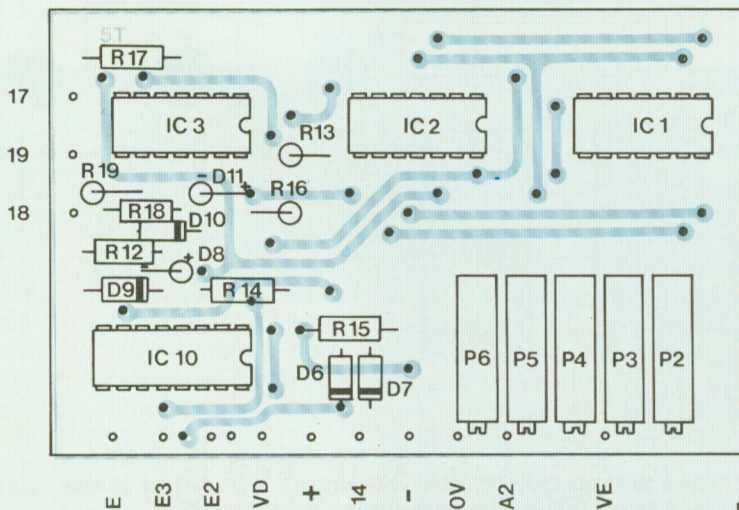 5T
R17
17
IC 3
IC 2
IC 1
R13
19
R19
D11
R16
R18
18
D10
R12
D8
D9
R 14
IC 10
R15
D6
D7
P6
P5
P4
P3
P2
E
E3
E2
VD
+
14
-
0V
A2
VE